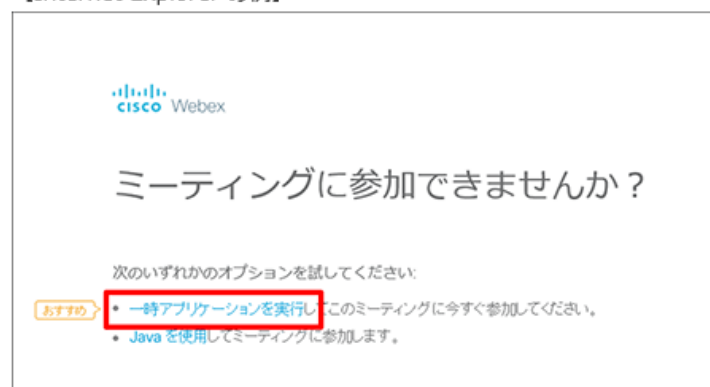 cisco Webex
ミーティングに参加できませんか？
次のいずれかのオプションを試してください:
おすすめ • 一時アプリケーションを実行してこのミーティングに今すぐ参加してください。
• Java を使用してミーティングに参加します。